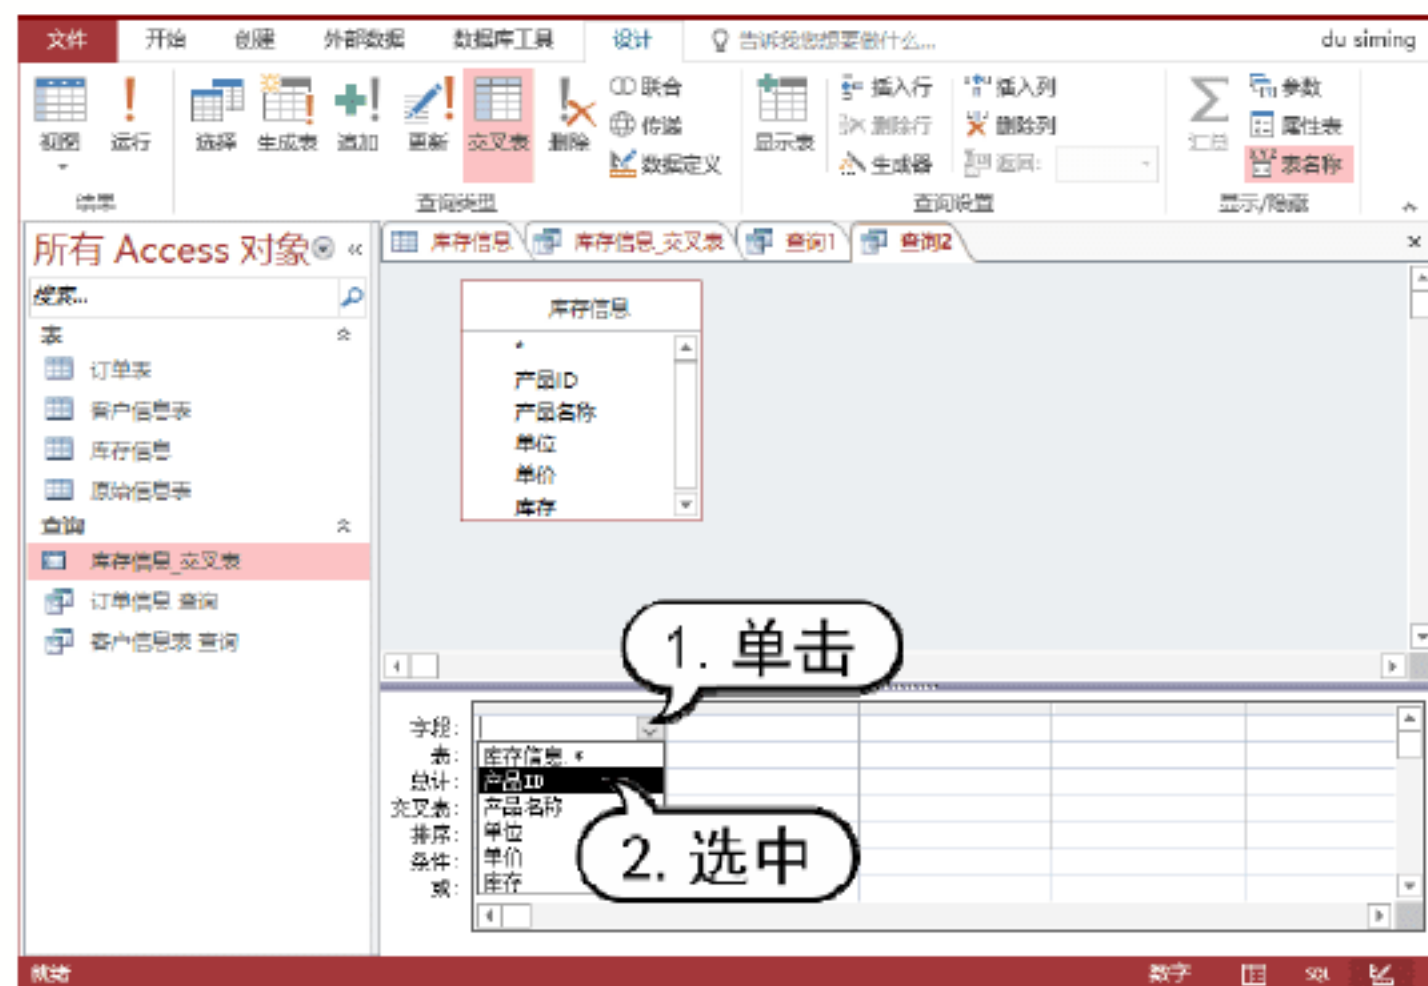 文件 开始 创建 外部数据 数据库工具 设计 告诉我您想要做什么... du siming
视图 运行 选择 生成表 追加 更新 交叉表 删除 联合 显示表 插入行 插入列 汇总 参数
传递 删除行 删除列 属性表
数据定义 生成器 返回: 表名称
结果 查询类型 查询设置 显示/隐藏
所有 Access 对象 «
库存信息 库存信息_交叉表 查询1 查询2 ×
搜索...
表
订单表
客户信息表
库存信息
原始信息表
查询
库存信息_交叉表
订单信息 查询
客户信息表 查询
库存信息
*
产品ID
产品名称
单位
单价
库存
1. 单击
字段:
表: 库存信息.*
总计: 产品ID
交叉表: 产品名称
排序: 单位
条件: 单价
或: 库存
2. 选中
就绪 数字 SQL